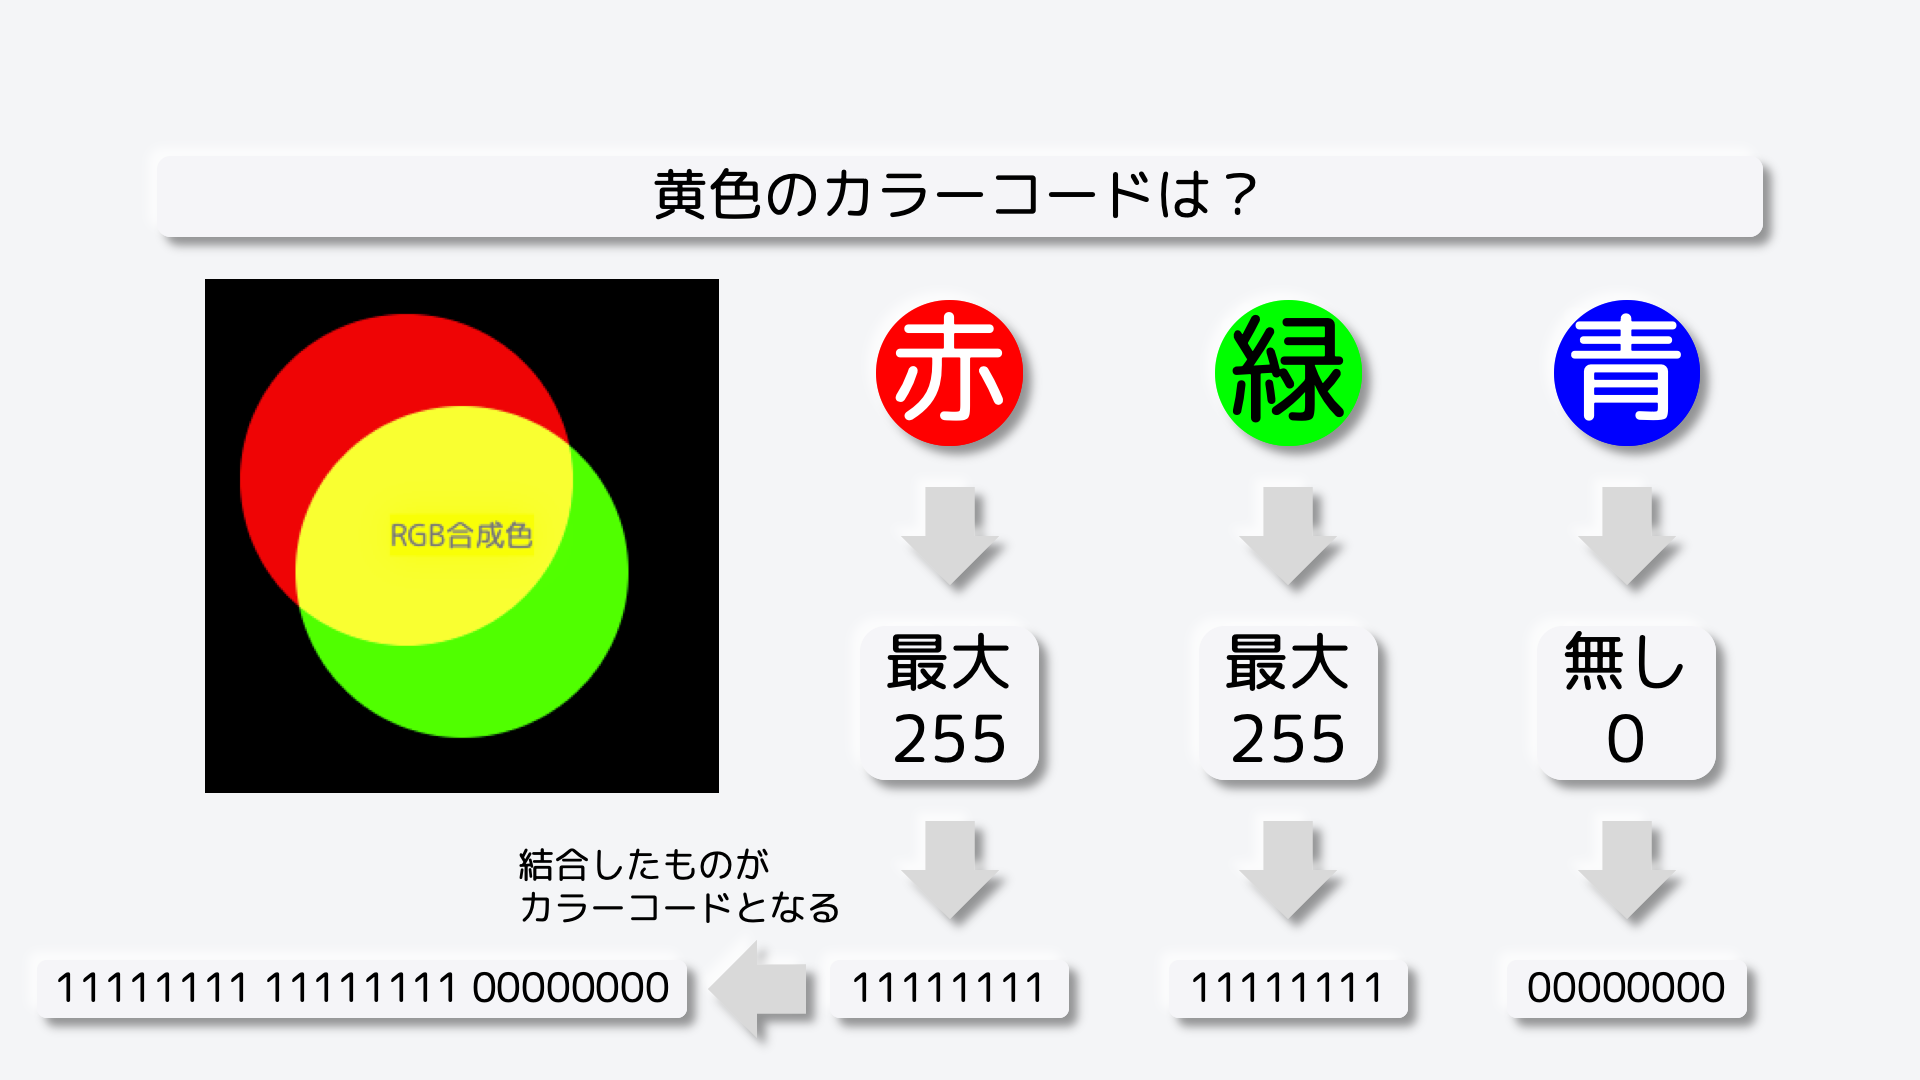 黄色のカラーコードは？
RGB合成色
赤
緑
青
最大
255
最大
255
無し
0
結合したものが
カラーコードとなる
11111111 11111111 00000000
11111111
11111111
00000000